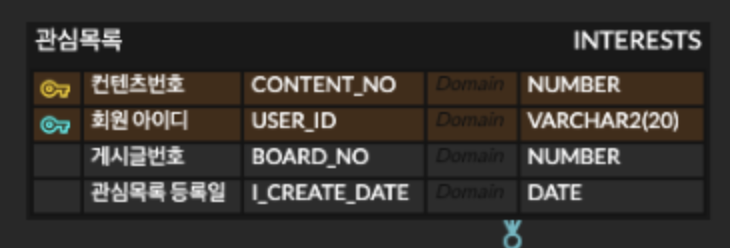 관심목록 INTERESTS
컨텐츠번호 CONTENT_NO Domain NUMBER
회원 아이디 USER_ID Domain VARCHAR2(20)
게시글번호 BOARD_NO Domain NUMBER
관심목록 등록일 I_CREATE_DATE Domain DATE